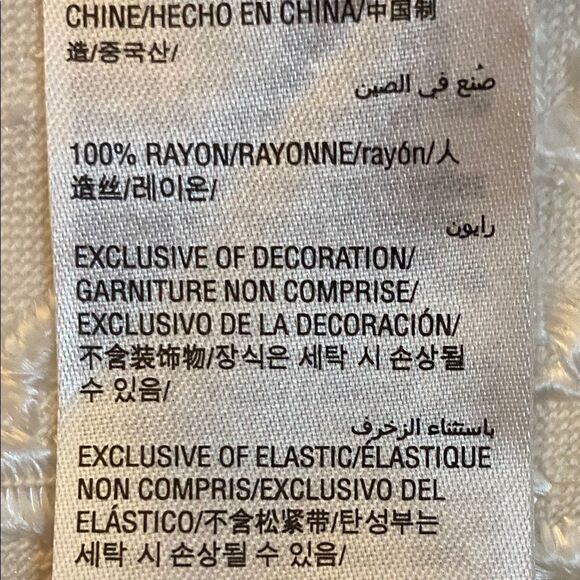 CHINE/HECHO EN CHINA/中国制
造/중국산/
صُنع في الصين
100% RAYON/RAYONNE/rayón/人
造丝/레이온/
رايون
EXCLUSIVE OF DECORATION/
GARNITURE NON COMPRISE/
EXCLUSIVO DE LA DECORACIÓN/
不含装饰物/장식은 세탁 시 손상될
수 있음/
باستثناء الزخرف
EXCLUSIVE OF ELASTIC/ÉLASTIQUE
NON COMPRIS/EXCLUSIVO DEL
ELÁSTICO/不含松紧带/탄성부는
세탁 시 손상될 수 있음/